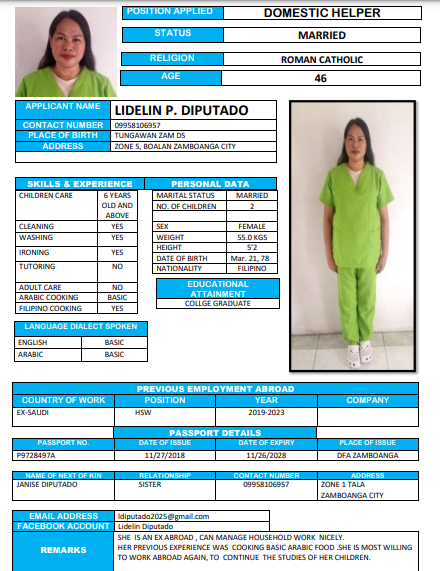 POSITION APPLIED DOMESTIC HELPER
STATUS MARRIED
RELIGION ROMAN CATHOLIC
AGE 46
APPLICANT NAME LIDELIN P. DIPUTADO
CONTACT NUMBER 09958106957
PLACE OF BIRTH TUNGAWAN ZAM DS
ADDRESS ZONE 5, BOALAN ZAMBOANGA CITY
SKILLS & EXPERIENCE
CHILDREN CARE 6 YEARS OLD AND ABOVE
CLEANING YES
WASHING YES
IRONING YES
TUTORING NO
ADULT CARE NO
ARABIC COOKING BASIC
FILIPINO COOKING YES
PERSONAL DATA
MARITAL STATUS MARRIED
NO. OF CHILDREN 2
SEX FEMALE
WEIGHT 55.0 KGS
HEIGHT 5'2
DATE OF BIRTH Mar. 21, 78
NATIONALITY FILIPINO
EDUCATIONAL ATTAINMENT
COLLGE GRADUATE
LANGUAGE DIALECT SPOKEN
ENGLISH BASIC
ARABIC BASIC
PREVIOUS EMPLOYMENT ABROAD
COUNTRY OF WORK POSITION YEAR COMPANY
EX-SAUDI HSW 2019-2023
PASSPORT DETAILS
PASSPORT NO. DATE OF ISSUE DATE OF EXPIRY PLACE OF ISSUE
P9728497A 11/27/2018 11/26/2028 DFA ZAMBOANGA
NAME OF NEXT OF KIN RELATIONSHIP CONTACT NUMBER ADDRESS
JANISE DIPUTADO SISTER 09958106957 ZONE 1 TALA
ZAMBOANGA CITY
EMAIL ADDRESS ldiputado2025@gmail.com
FACEBOOK ACCOUNT Lidelin Diputado
REMARKS
SHE IS AN EX ABROAD , CAN MANAGE HOUSEHOLD WORK NICELY.
HER PREVIOUS EXPERIENCE WAS COOKING BASIC ARABIC FOOD .SHE IS MOST WILLING
TO WORK ABROAD AGAIN, TO CONTINUE THE STUDIES OF HER CHILDREN.